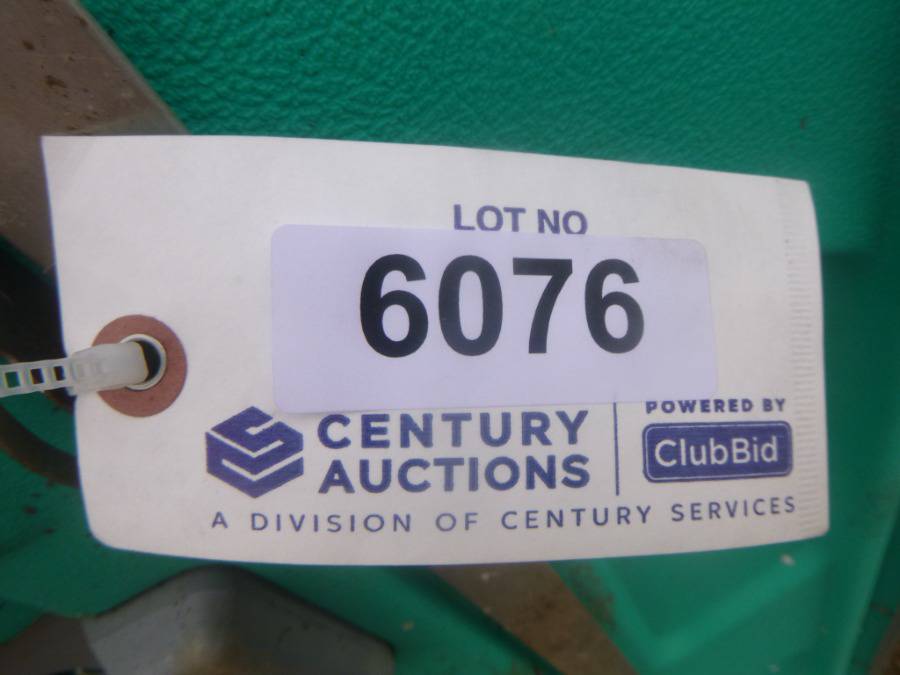 LOT NO
6076
CENTURY
AUCTIONS
POWERED BY
ClubBid
A DIVISION OF CENTURY SERVICES